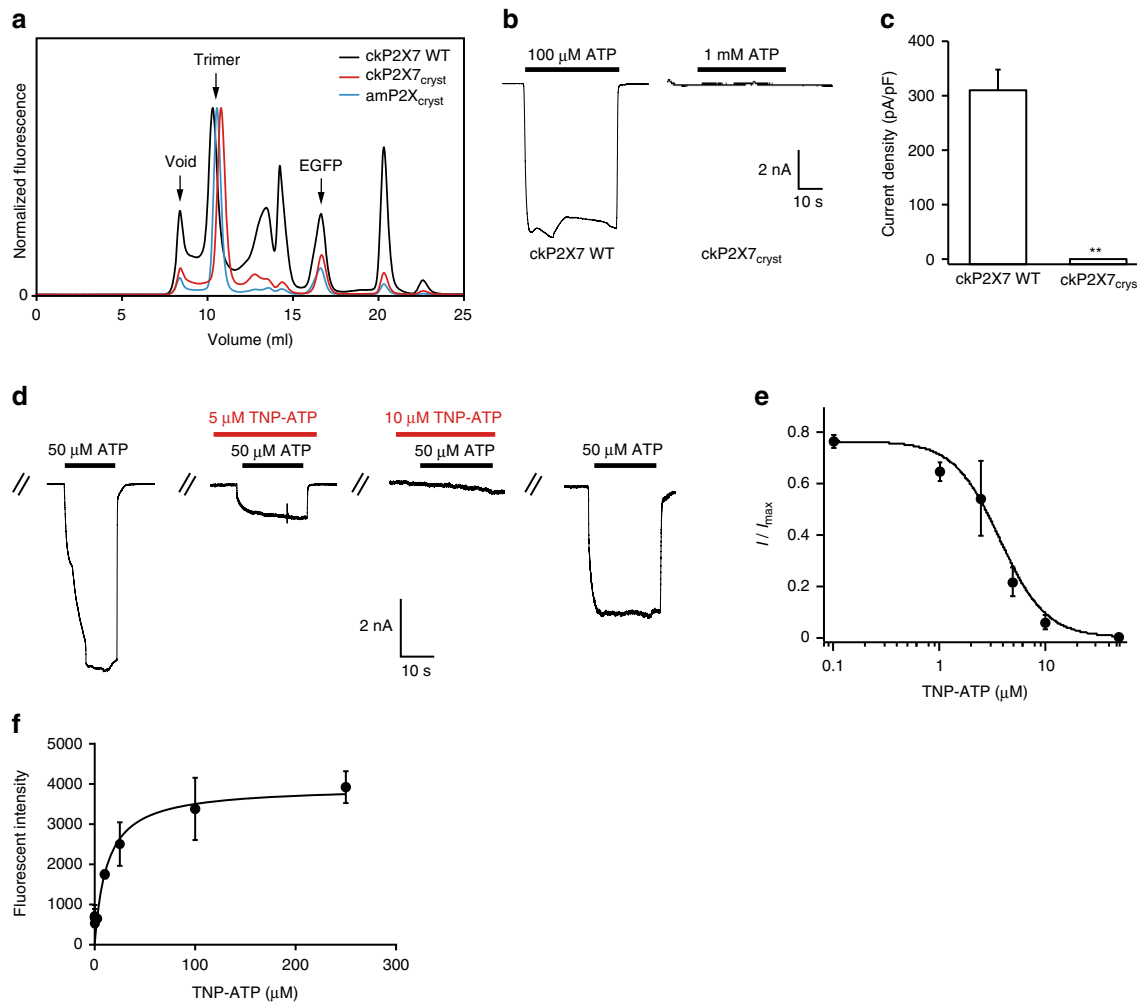 a
Trimer
ckP2X7 WT
ckP2X7cryst
amP2Xcryst
Void
EGFP
Normalized fluorescence
0
0 5 10 15 20 25
Volume (ml)
b
100 μM ATP
1 mM ATP
2 nA
10 s
ckP2X7 WT
ckP2X7cryst
c
Current density (pA/pF)
400
300
200
100
0
**
ckP2X7 WT
ckP2X7crys
d
5 μM TNP-ATP
10 μM TNP-ATP
50 μM ATP
50 μM ATP
50 μM ATP
50 μM ATP
//
//
//
//
2 nA
10 s
e
I / Imax
0.8
0.6
0.4
0.2
0
0.1 1 10
TNP-ATP (μM)
f
Fluorescent intensity
5000
4000
3000
2000
1000
0
0 100 200 300
TNP-ATP (μM)